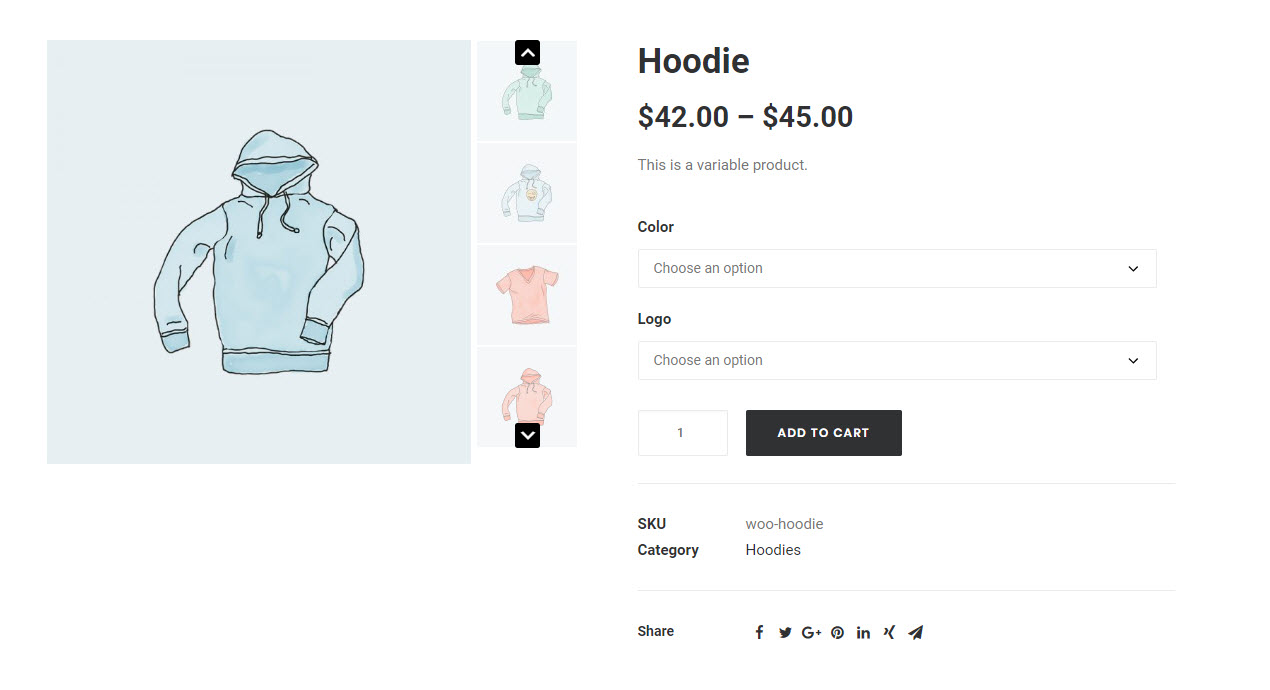 Hoodie
$42.00 – $45.00
This is a variable product.
Color
Choose an option
Logo
Choose an option
1 ADD TO CART
SKU woo-hoodie
Category Hoodies
Share